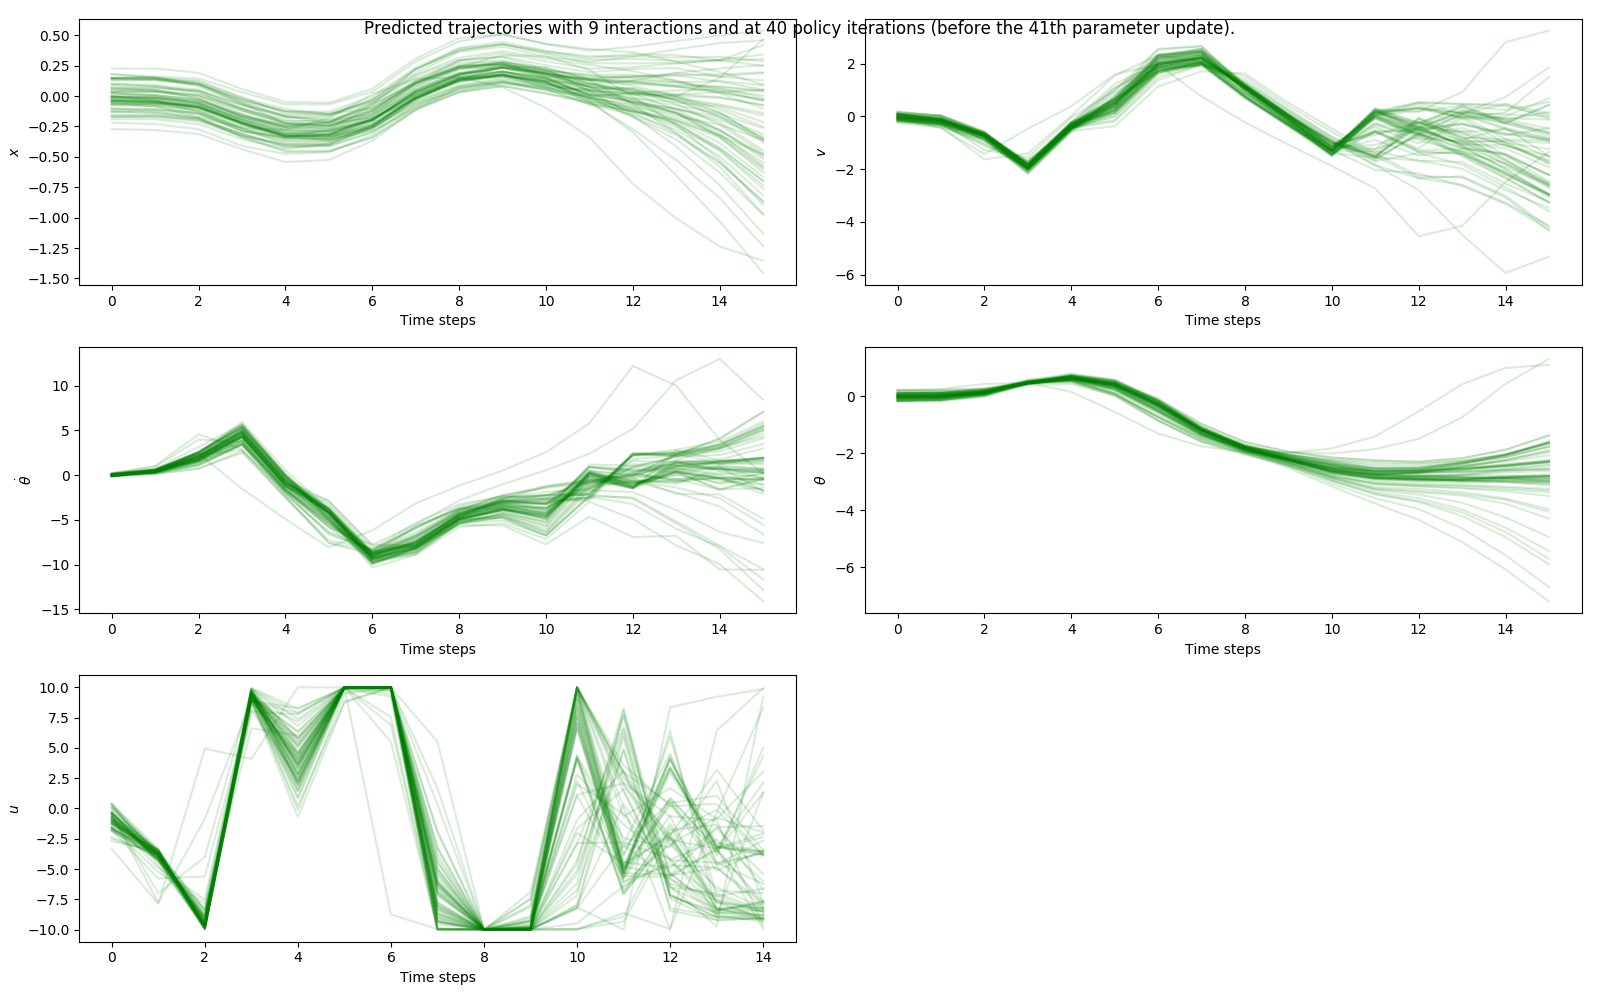 Predicted trajectories with 9 interactions and at 40 policy iterations (before the 41th parameter update).
x
0.50
0.25
0.00
−0.25
−0.50
−0.75
−1.00
−1.25
−1.50
0 2 4 6 8 10 12 14
Time steps
v
2
0
−2
−4
−6
0 2 4 6 8 10 12 14
Time steps
θ̇
10
5
0
−5
−10
−15
0 2 4 6 8 10 12 14
Time steps
θ
0
−2
−4
−6
0 2 4 6 8 10 12 14
Time steps
u
10.0
7.5
5.0
2.5
0.0
−2.5
−5.0
−7.5
−10.0
0 2 4 6 8 10 12 14
Time steps